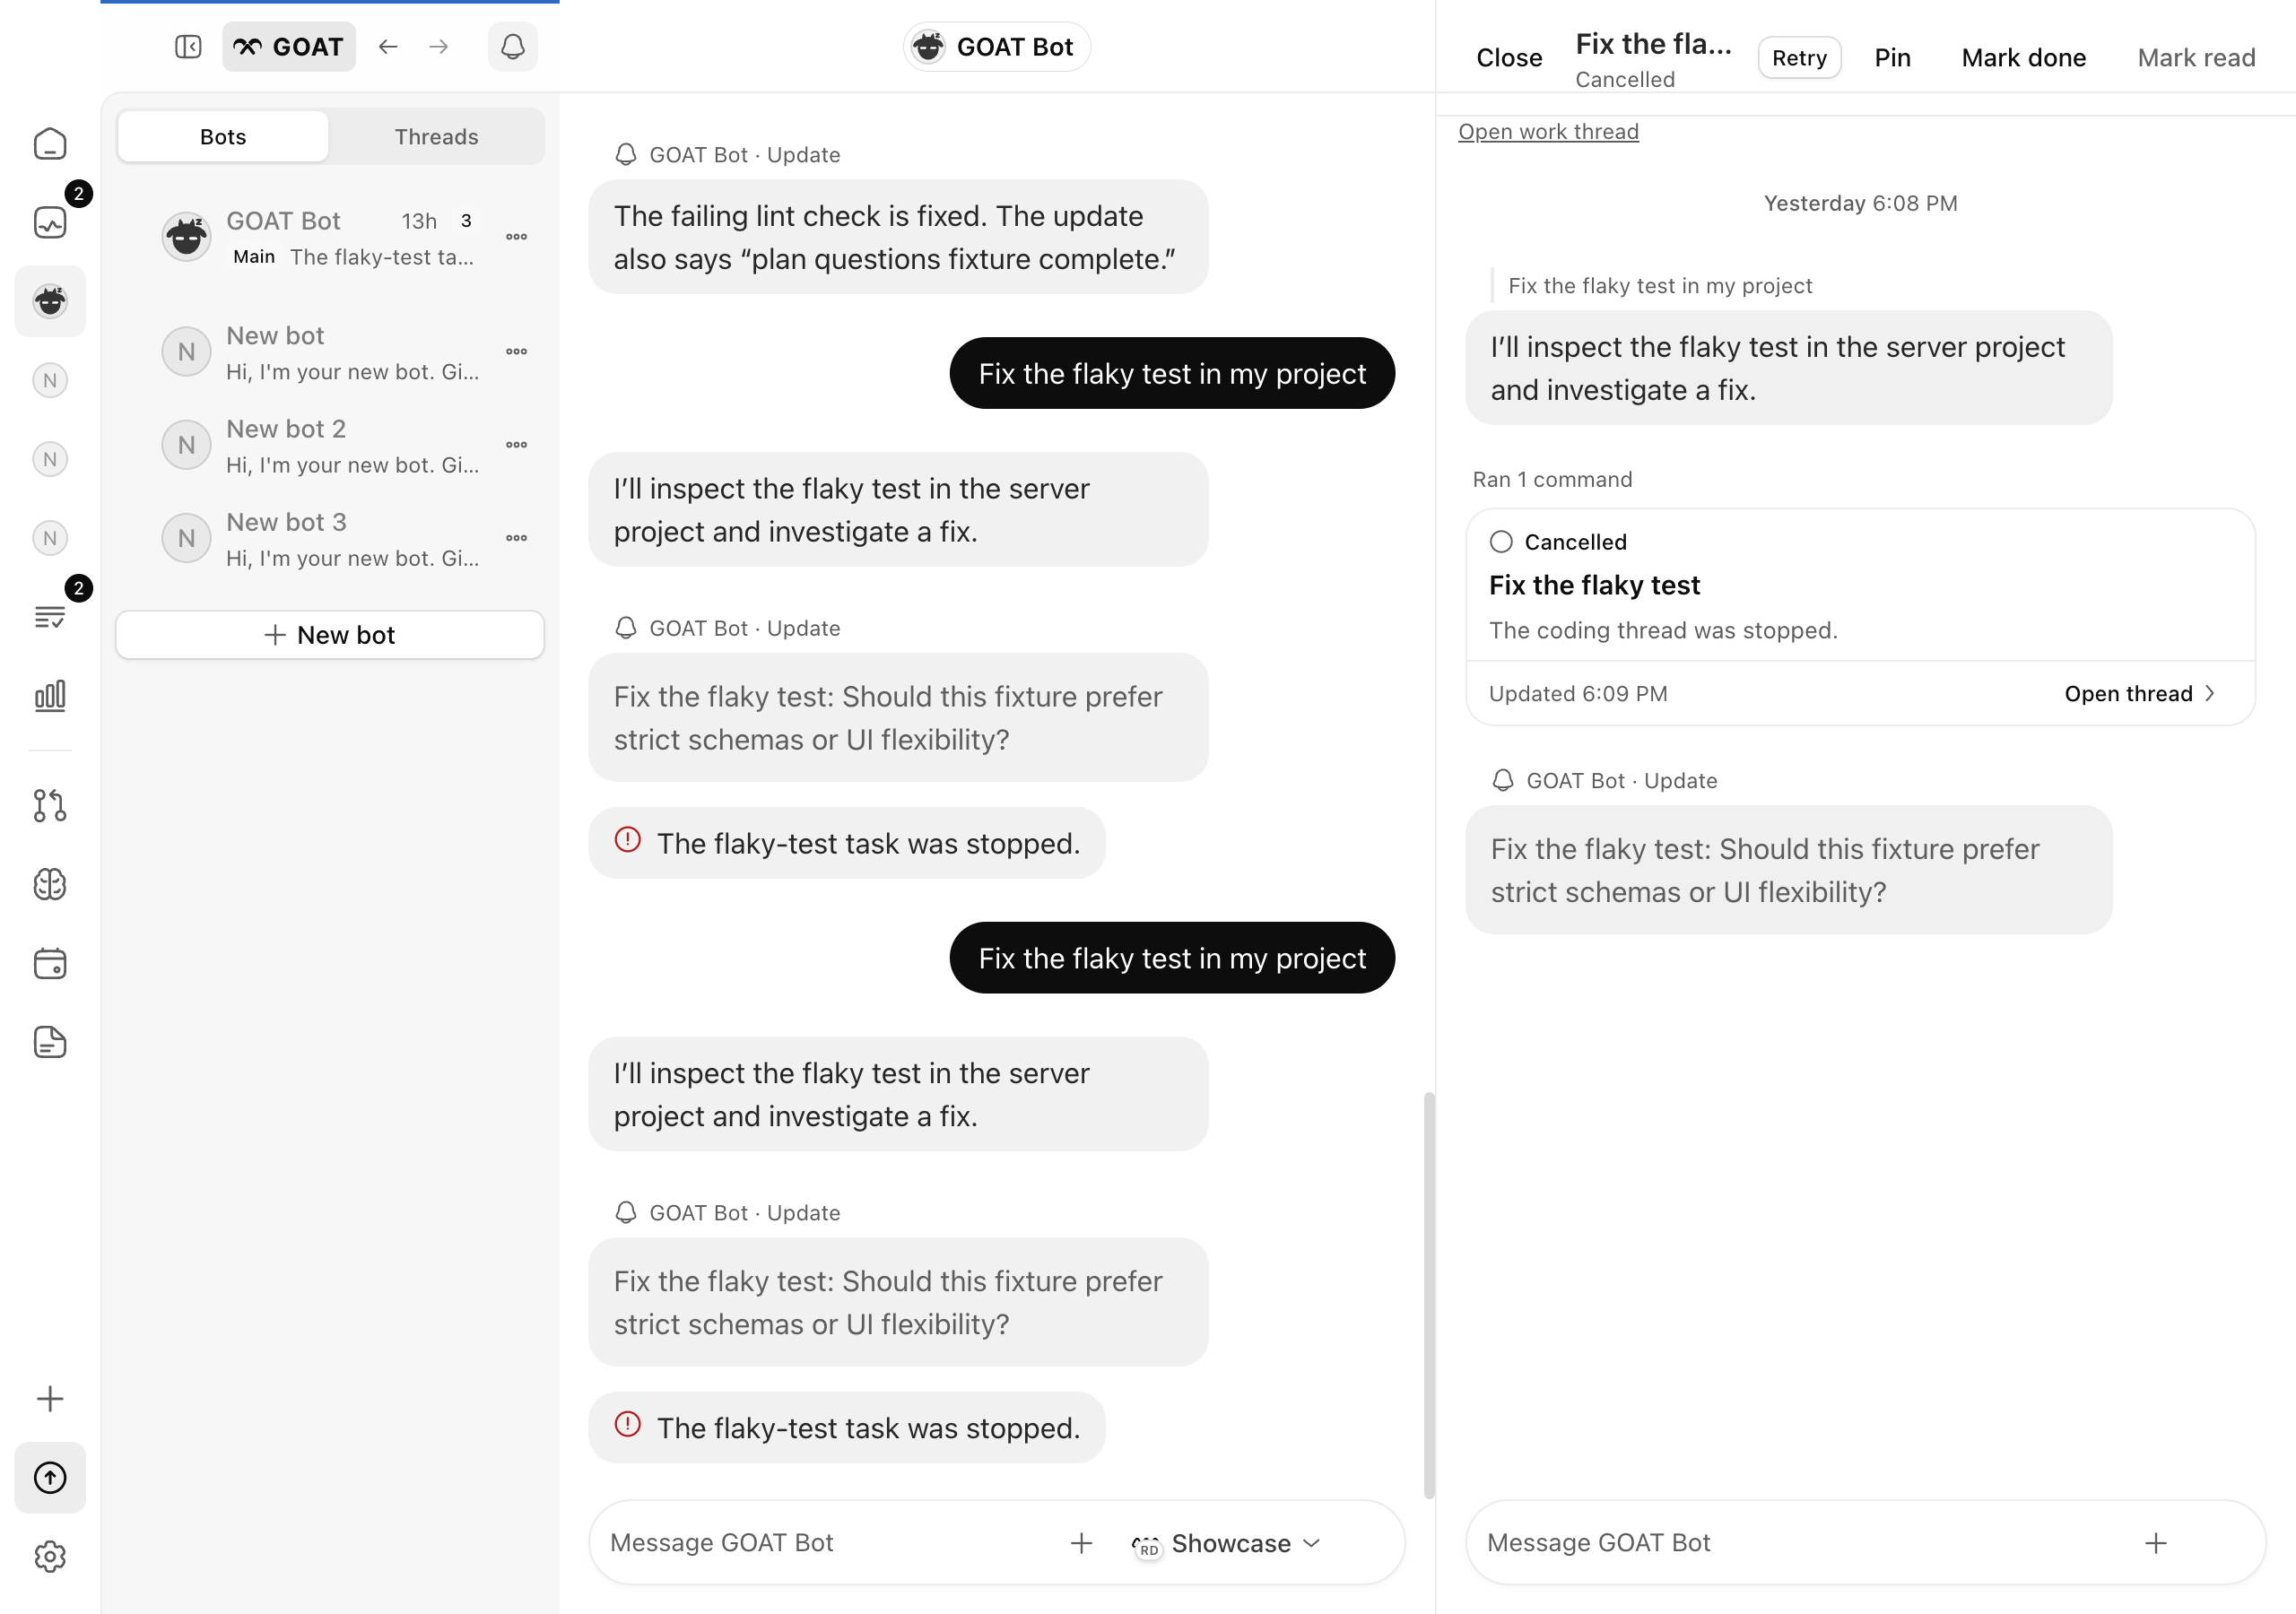 GOAT
Bots
Threads
2
GOAT Bot 13h 3
Main The flaky-test ta...
N
New bot
Hi, I'm your new bot. Gi...
N
New bot 2
Hi, I'm your new bot. Gi...
N
New bot 3
Hi, I'm your new bot. Gi...
New bot
N
N
N
2
GOAT Bot
GOAT Bot · Update
The failing lint check is fixed. The update
also says “plan questions fixture complete.”
Fix the flaky test in my project
I’ll inspect the flaky test in the server
project and investigate a fix.
GOAT Bot · Update
Fix the flaky test: Should this fixture prefer
strict schemas or UI flexibility?
The flaky-test task was stopped.
Fix the flaky test in my project
I’ll inspect the flaky test in the server
project and investigate a fix.
GOAT Bot · Update
Fix the flaky test: Should this fixture prefer
strict schemas or UI flexibility?
The flaky-test task was stopped.
Message GOAT Bot
RD
Showcase
Close
Fix the fla...
Cancelled
Retry
Pin
Mark done
Mark read
Open work thread
Yesterday 6:08 PM
Fix the flaky test in my project
I’ll inspect the flaky test in the server project
and investigate a fix.
Ran 1 command
Cancelled
Fix the flaky test
The coding thread was stopped.
Updated 6:09 PM
Open thread
GOAT Bot · Update
Fix the flaky test: Should this fixture prefer
strict schemas or UI flexibility?
Message GOAT Bot